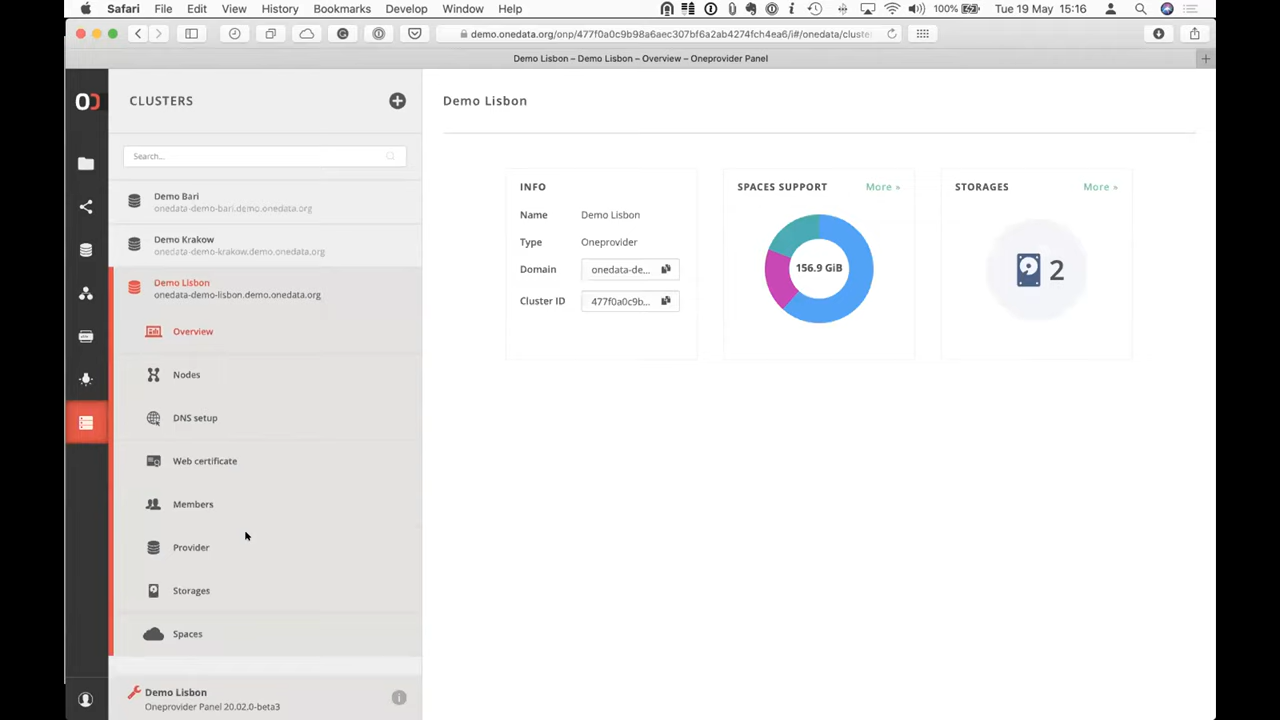 Safari File Edit View History Bookmarks Develop Window Help 100% Tue 19 May 15:16
demo.onedata.org/onp/477f0a0c9b98a6aec307bf6a2ab4274fch4ea6/i#/onedata/cluste
Demo Lisbon – Demo Lisbon – Overview – Oneprovider Panel
CLUSTERS
Search...
Demo Bari
onedata-demo-bari.demo.onedata.org
Demo Krakow
onedata-demo-krakow.demo.onedata.org
Demo Lisbon
onedata-demo-lisbon.demo.onedata.org
Overview
Nodes
DNS setup
Web certificate
Members
Provider
Storages
Spaces
Demo Lisbon
Oneprovider Panel 20.02.0-beta3
Demo Lisbon
INFO
Name Demo Lisbon
Type Oneprovider
Domain onedata-de...
Cluster ID 477f0a0c9b...
SPACES SUPPORT More »
156.9 GiB
STORAGES More »
2